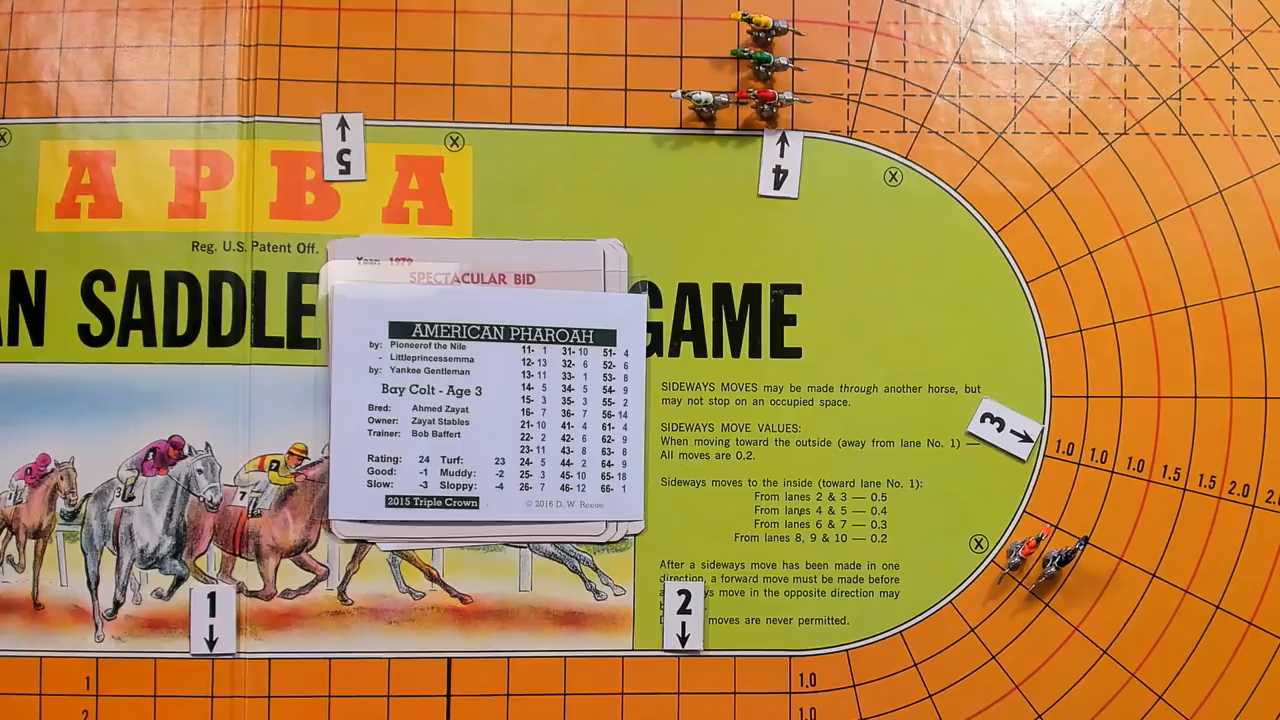 5
4
X
X
X
APBA
Reg. U.S. Patent Off.
AN SADDLE GAME
Year: 1979
SPECTACULAR BID
AMERICAN PHAROAH
by: Pioneerof the Nile
- Littleprincessemma
by: Yankee Gentleman
Bay Colt - Age 3
Bred: Ahmed Zayat
Owner: Zayat Stables
Trainer: Bob Baffert
Rating: 24 Turf: 23
Good: -1 Muddy: -2
Slow: -3 Sloppy: -4
2015 Triple Crown
11- 1 31- 10 51- 4
12- 13 32- 6 52- 6
13- 11 33- 1 53- 8
14- 5 34- 5 54- 9
15- 3 35- 3 55- 2
16- 7 36- 7 56- 14
21- 10 41- 4 61- 4
22- 2 42- 6 62- 9
23- 11 43- 8 63- 8
24- 5 44- 2 64- 9
25- 3 45- 10 65- 18
26- 7 46- 12 66- 1
© 2016 D. W. Reese
SIDEWAYS MOVES may be made through another horse, but
may not stop on an occupied space.
SIDEWAYS MOVE VALUES:
When moving toward the outside (away from lane No. 1) —
All moves are 0.2.
Sideways moves to the inside (toward lane No. 1):
From lanes 2 & 3 — 0.5
From lanes 4 & 5 — 0.4
From lanes 6 & 7 — 0.3
From lanes 8, 9 & 10 — 0.2
After a sideways move has been made in one
direction, a forward move must be made before
move in the opposite direction may
moves are never permitted.
3
1.0 1.0 1.0 1.5 1.5 2.0 2.
X
3
7
1
2
1
2
1.0
1.0